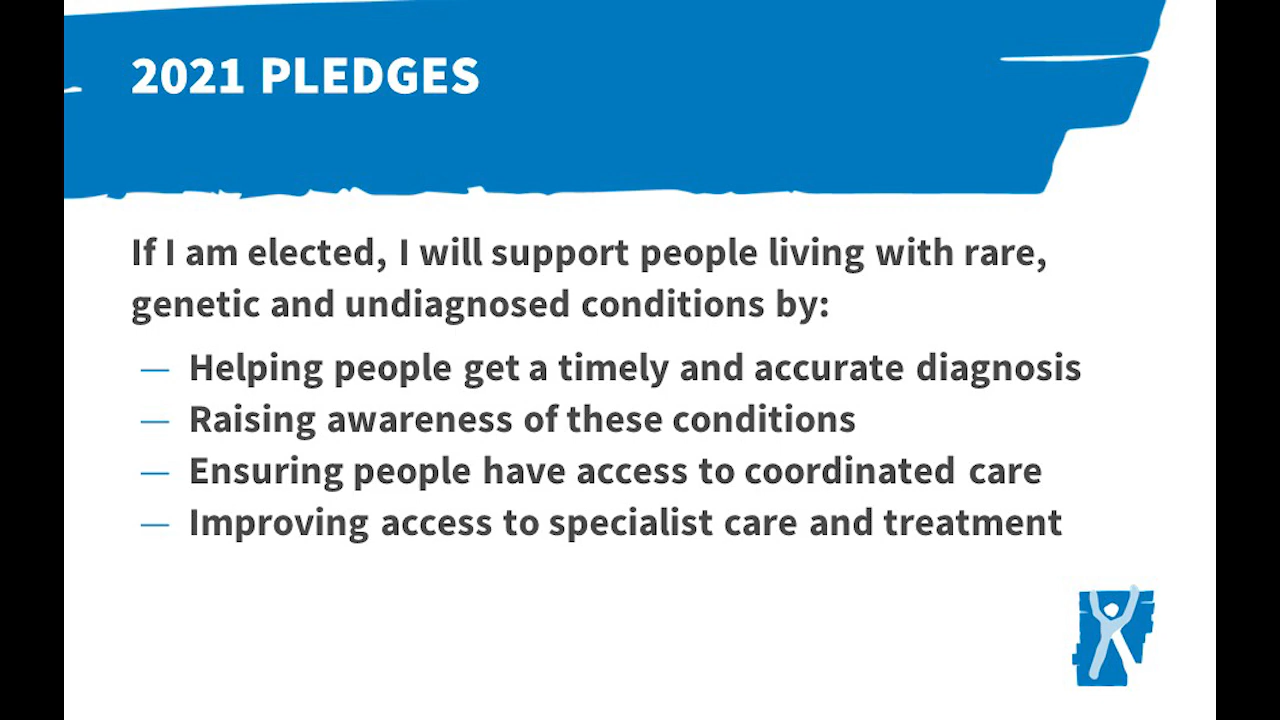 2021 PLEDGES
If I am elected, I will support people living with rare,
genetic and undiagnosed conditions by:
— Helping people get a timely and accurate diagnosis
— Raising awareness of these conditions
— Ensuring people have access to coordinated care
— Improving access to specialist care and treatment